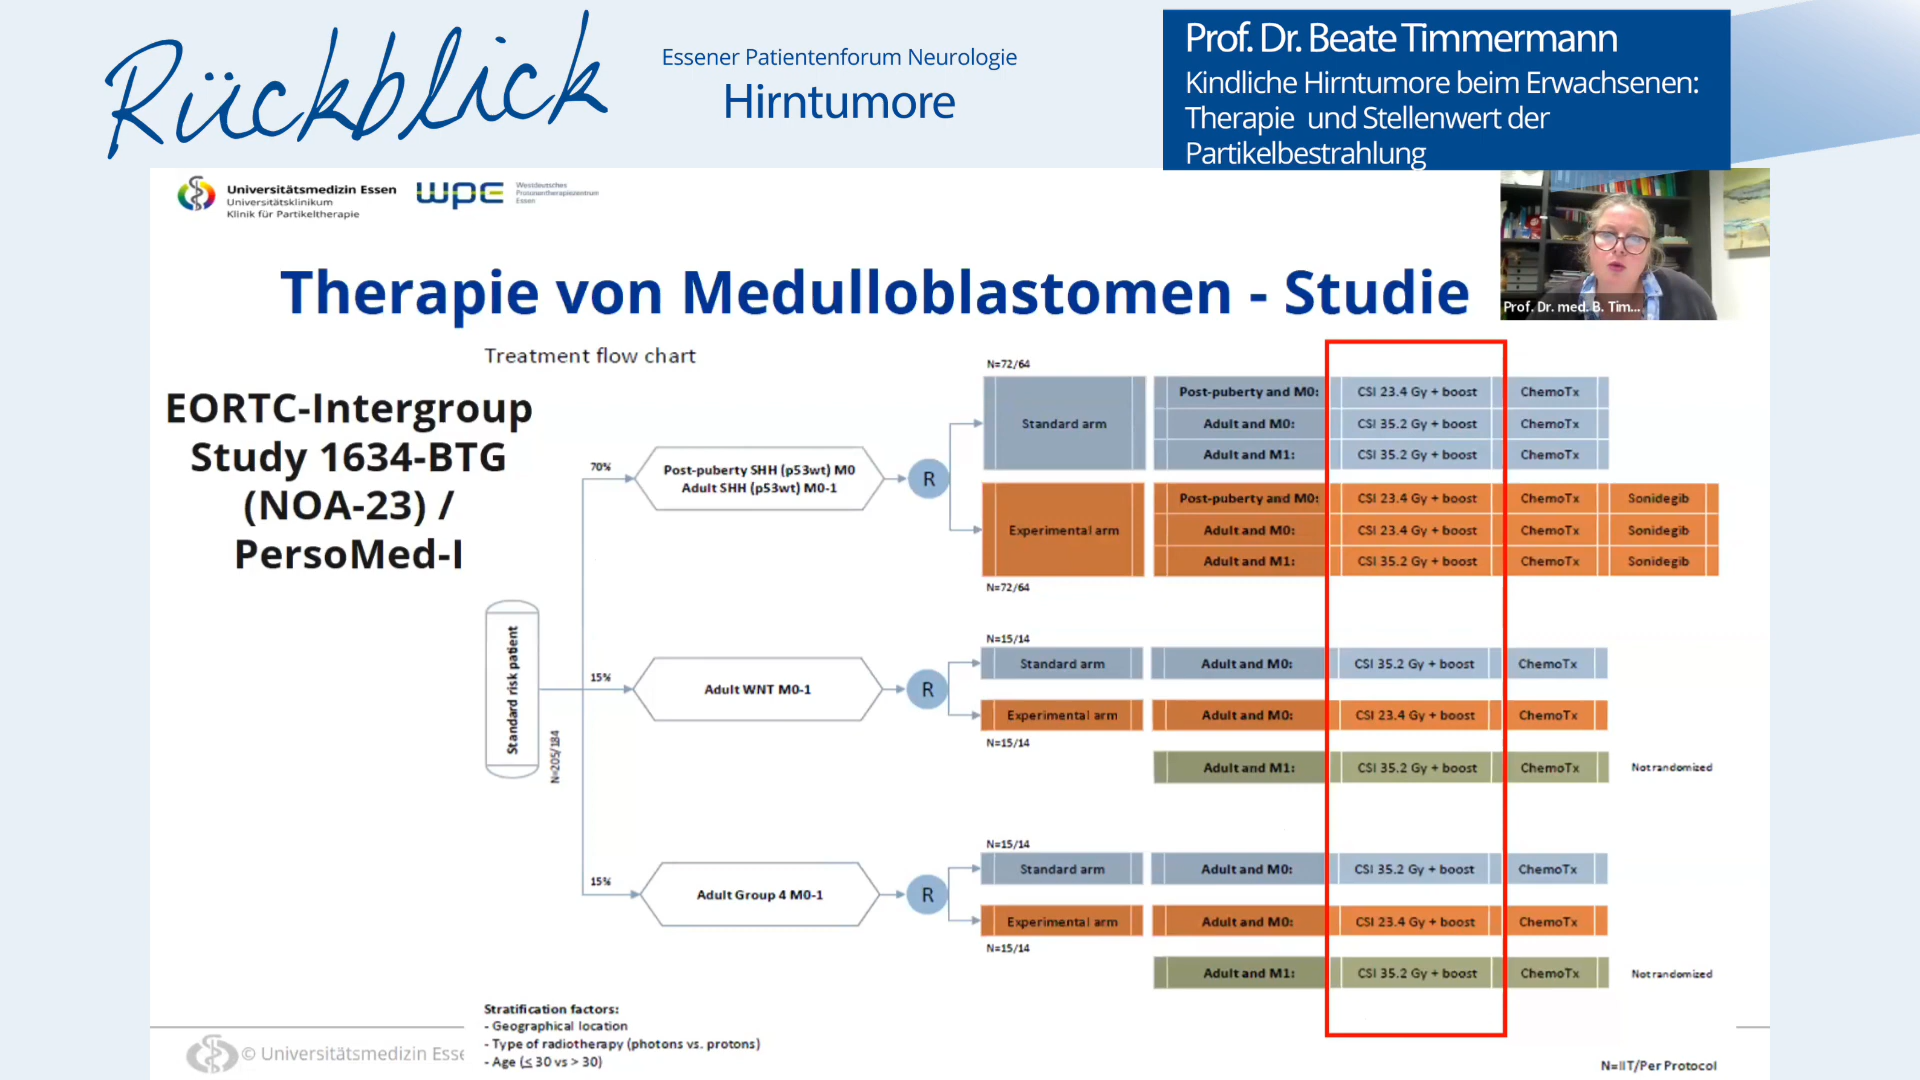 Rückblick
Essener Patientenforum Neurologie
Hirntumore
Prof. Dr. Beate Timmermann
Kindliche Hirntumore beim Erwachsenen:
Therapie und Stellenwert der
Partikelbestrahlung
Universitätsmedizin Essen
Universitätsklinikum
Klinik für Partikeltherapie
wpe
Westdeutsches
Protonentherapiezentrum
Essen
Prof. Dr. med. B. Tim...
Therapie von Medulloblastomen - Studie
Treatment flow chart
EORTC-Intergroup
Study 1634-BTG
(NOA-23) /
PersoMed-I
Standard risk patient
N=205/184
70%
Post-puberty SHH (p53wt) M0
Adult SHH (p53wt) M0-1
R
N=72/64
Standard arm
Post-puberty and M0: CSI 23.4 Gy + boost ChemoTx
Adult and M0: CSI 35.2 Gy + boost ChemoTx
Adult and M1: CSI 35.2 Gy + boost ChemoTx
Experimental arm
Post-puberty and M0: CSI 23.4 Gy + boost ChemoTx Sonidegib
Adult and M0: CSI 23.4 Gy + boost ChemoTx Sonidegib
Adult and M1: CSI 35.2 Gy + boost ChemoTx Sonidegib
N=72/64
15%
Adult WNT M0-1
R
N=15/14
Standard arm Adult and M0: CSI 35.2 Gy + boost ChemoTx
Experimental arm Adult and M0: CSI 23.4 Gy + boost ChemoTx
N=15/14
Adult and M1: CSI 35.2 Gy + boost ChemoTx Not randomized
15%
Adult Group 4 M0-1
R
N=15/14
Standard arm Adult and M0: CSI 35.2 Gy + boost ChemoTx
Experimental arm Adult and M0: CSI 23.4 Gy + boost ChemoTx
N=15/14
Adult and M1: CSI 35.2 Gy + boost ChemoTx Not randomized
Stratification factors:
- Geographical location
- Type of radiotherapy (photons vs. protons)
- Age (≤ 30 vs > 30)
© Universitätsmedizin Esse
N=IIT/Per Protocol